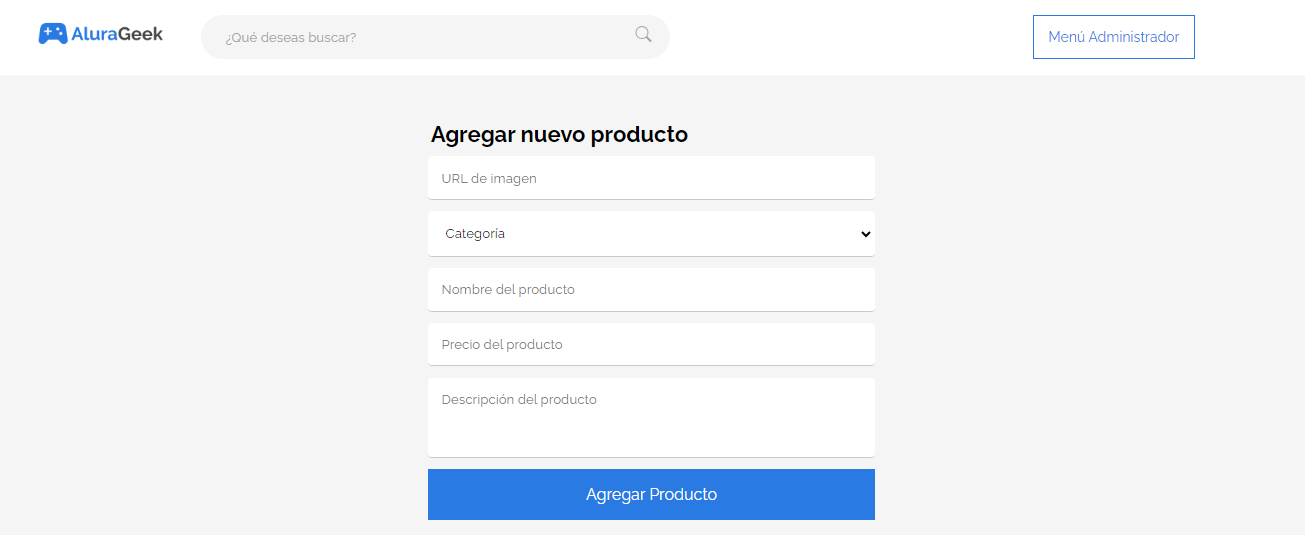 AluraGeek
¿Qué deseas buscar?
Menú Administrador
Agregar nuevo producto
URL de imagen
Categoría
Nombre del producto
Precio del producto
Descripción del producto
Agregar Producto